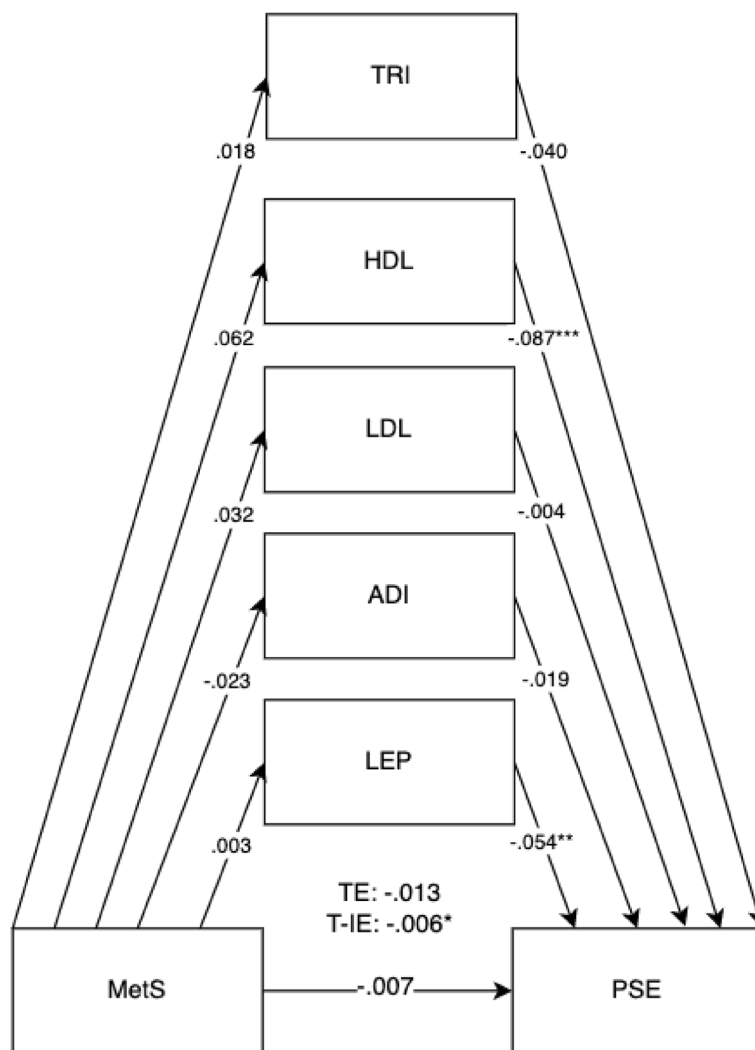 TRI
.018
-.040
HDL
.062
-.087***
LDL
.032
-.004
ADI
-.023
-.019
LEP
.003
-.054**
TE: -.013
T-IE: -.006*
MetS
-.007
PSE